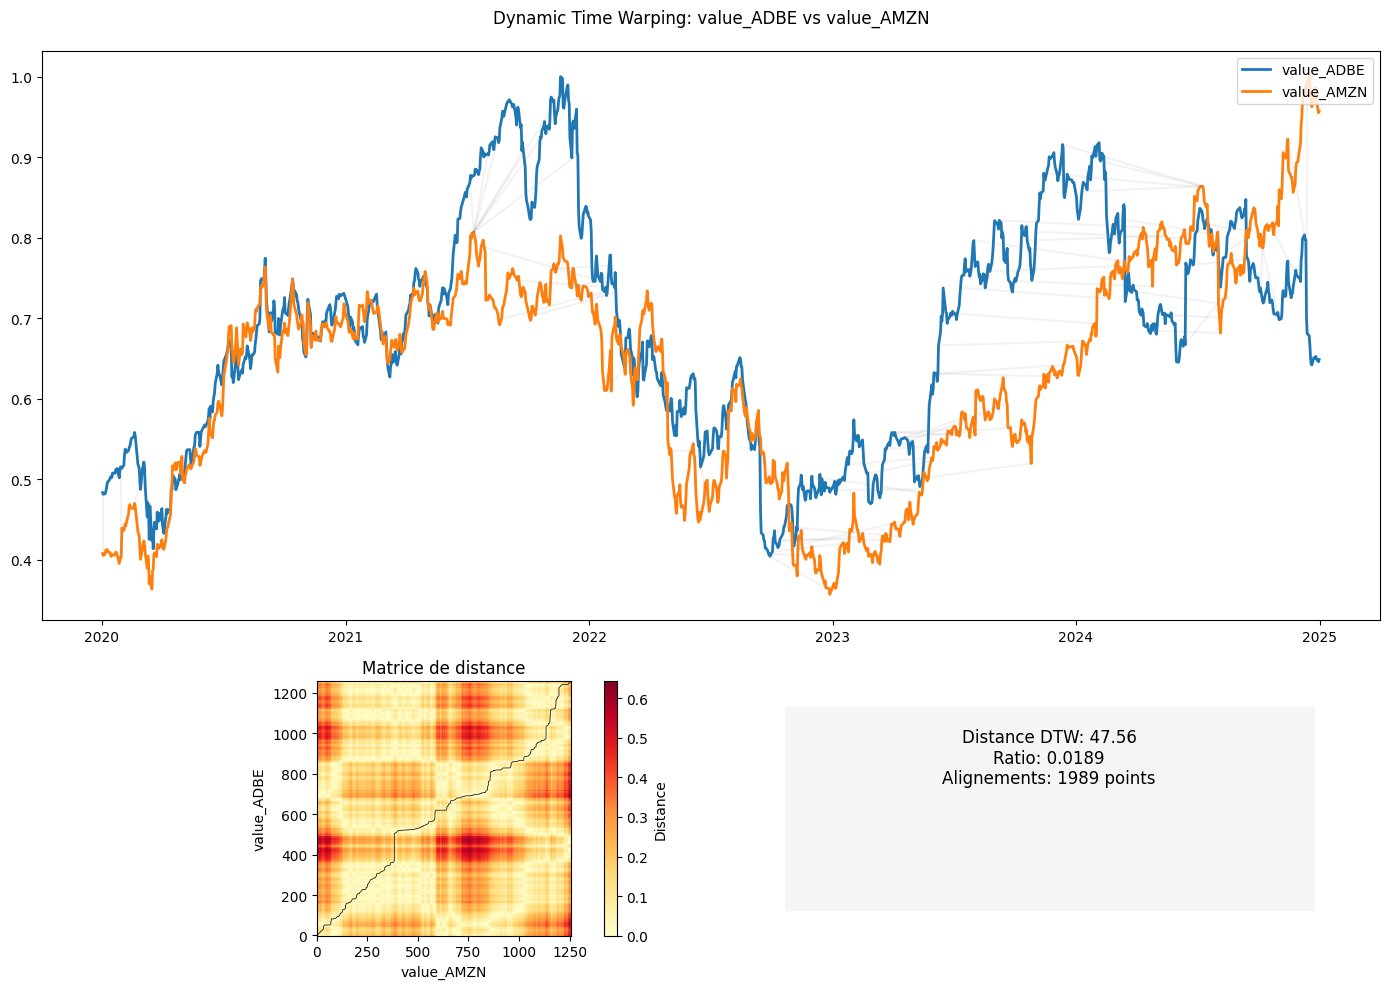 Dynamic Time Warping: value_ADBE vs value_AMZN
1.0
0.9
0.8
0.7
0.6
0.5
0.4
value_ADBE
value_AMZN
2020 2021 2022 2023 2024 2025
Matrice de distance
1200
1000
800
600
400
200
0
value_ADBE
0 250 500 750 1000 1250
value_AMZN
0.6
0.5
0.4
0.3
0.2
0.1
0.0
Distance
Distance DTW: 47.56
Ratio: 0.0189
Alignements: 1989 points